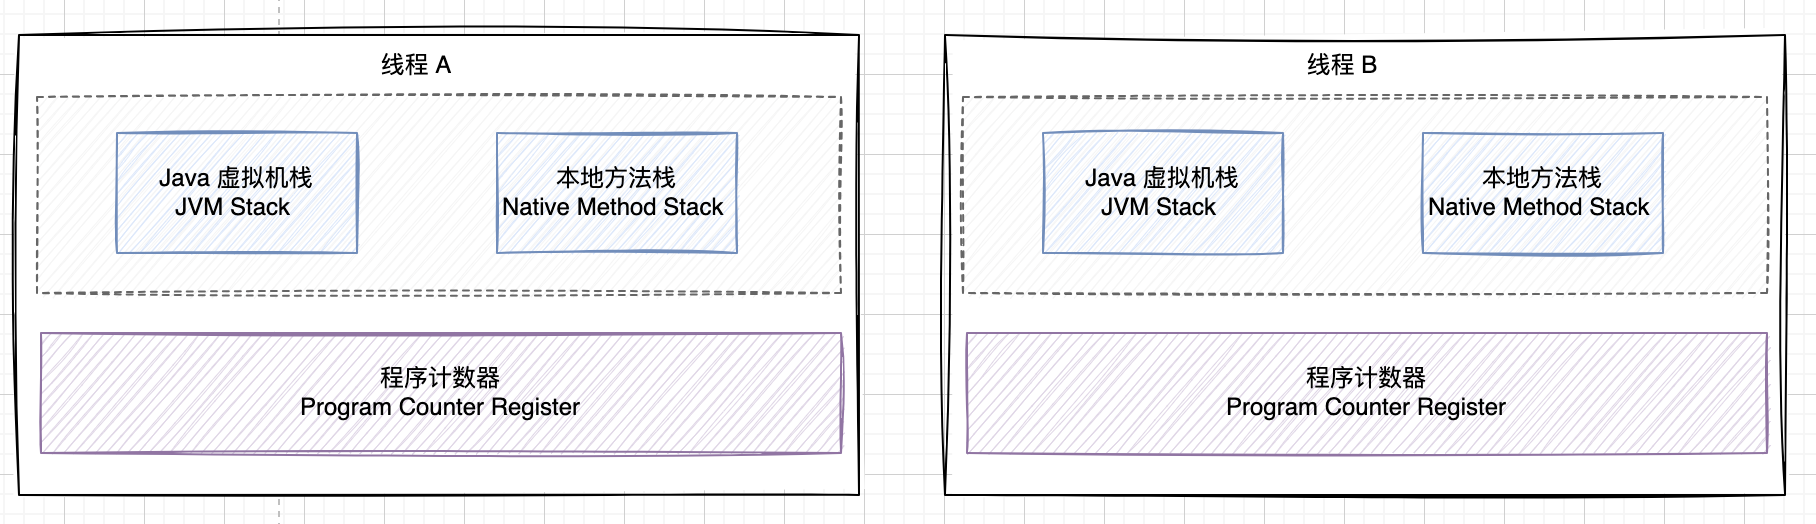 线程 A
Java 虚拟机栈
JVM Stack
本地方法栈
Native Method Stack
程序计数器
Program Counter Register
线程 B
Java 虚拟机栈
JVM Stack
本地方法栈
Native Method Stack
程序计数器
Program Counter Register